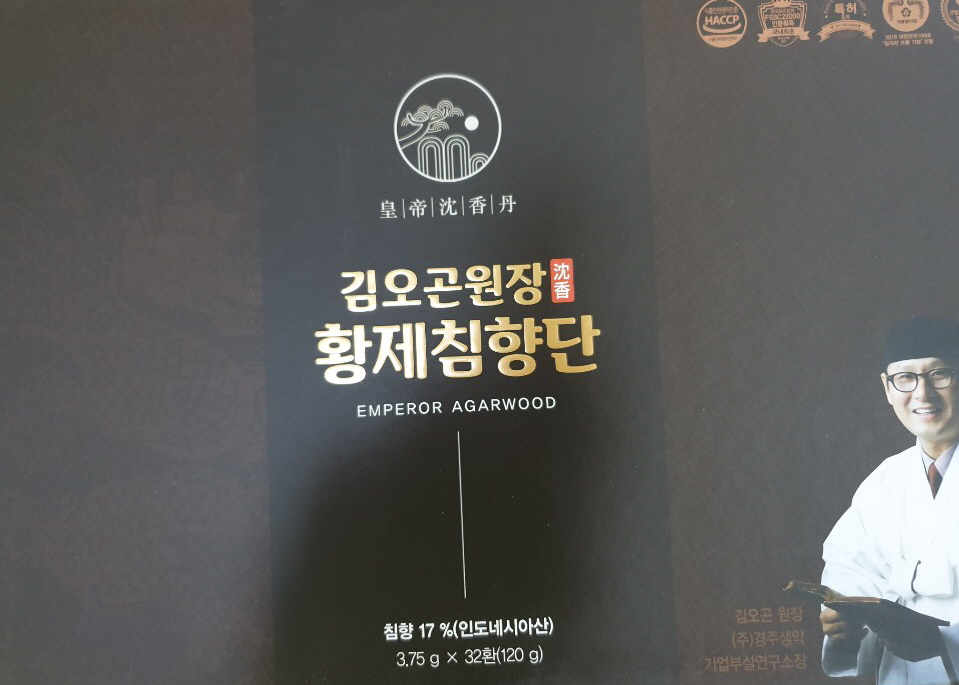 HACCP
FSSC22000
특허
皇|帝|沈|香|丹
김오곤원장 沈香
황제침향단
EMPEROR AGARWOOD
침향 17 %(인도네시아산)
3.75 g × 32환(120 g)
김오곤 원장
(주)경주생약
기업부설연구소장